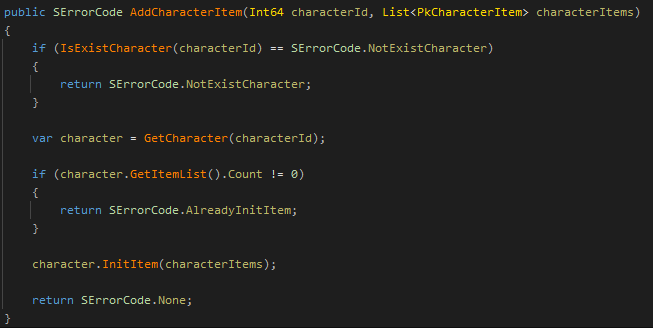 public SErrorCode AddCharacterItem(Int64 characterId, List<PkCharacterItem> characterItems)
{
    if (IsExistCharacter(characterId) == SErrorCode.NotExistCharacter)
    {
        return SErrorCode.NotExistCharacter;
    }

    var character = GetCharacter(characterId);

    if (character.GetItemList().Count != 0)
    {
        return SErrorCode.AlreadyInitItem;
    }

    character.InitItem(characterItems);

    return SErrorCode.None;
}